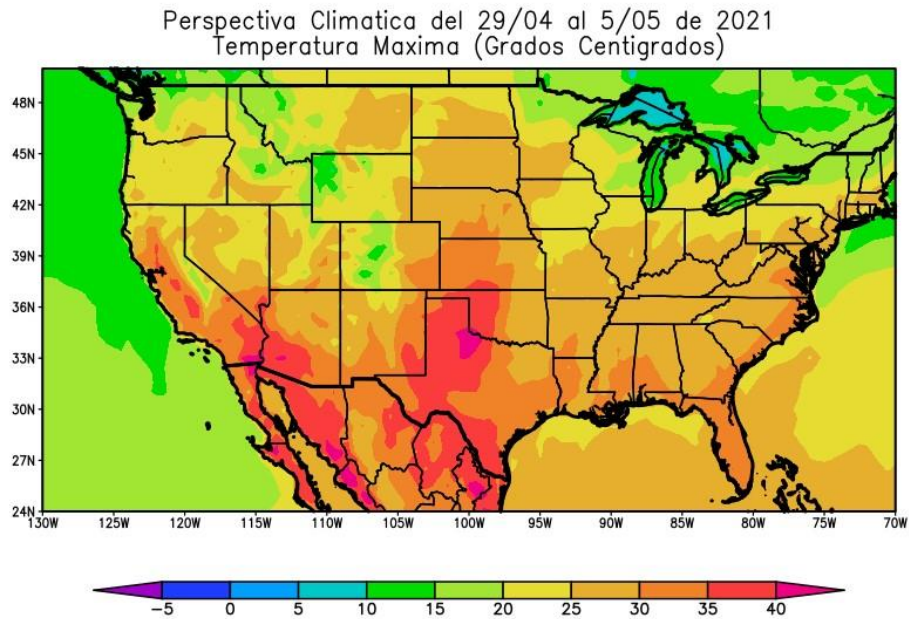 Perspectiva Climatica del 29/04 al 5/05 de 2021
Temperatura Maxima (Grados Centigrados)
48N
45N
42N
39N
36N
33N
30N
27N
24N
130W 125W 120W 115W 110W 105W 100W 95W 90W 85W 80W 75W 70W
-5 0 5 10 15 20 25 30 35 40